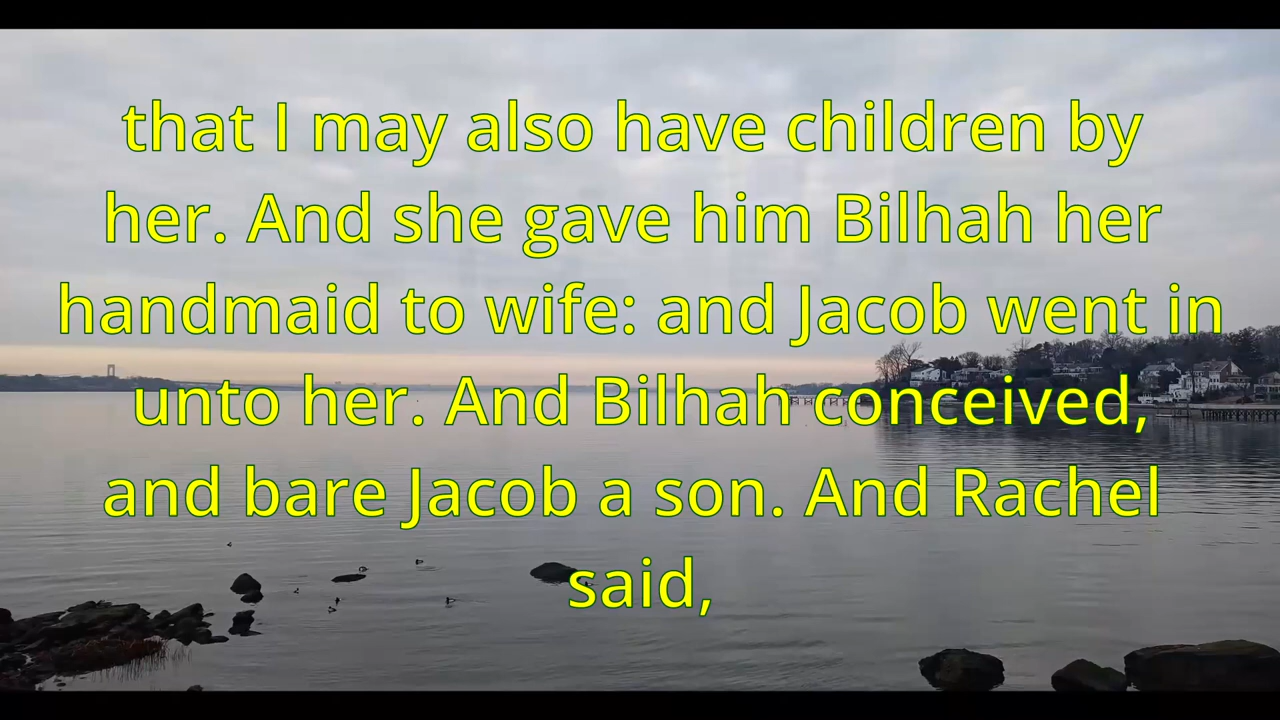 that I may also have children by
her. And she gave him Bilhah her
handmaid to wife: and Jacob went in
unto her. And Bilhah conceived,
and bare Jacob a son. And Rachel
said,